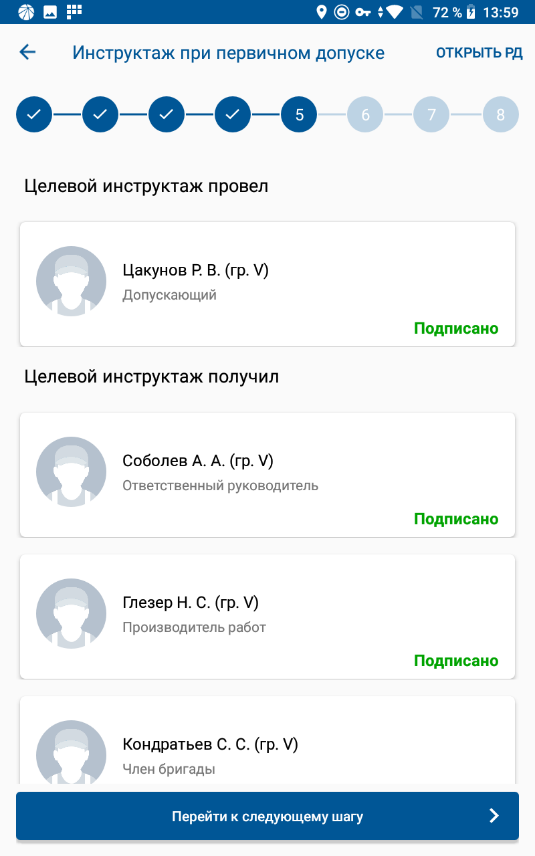 72 % 13:59
Инструктаж при первичном допуске ОТКРЫТЬ РД
5 6 7 8
Целевой инструктаж провел
Цакунов Р. В. (гр. V)
Допускающий
Подписано
Целевой инструктаж получил
Соболев А. А. (гр. V)
Ответственный руководитель
Подписано
Глезер Н. С. (гр. V)
Производитель работ
Подписано
Кондратьев С. С. (гр. V)
Член бригады
Перейти к следующему шагу